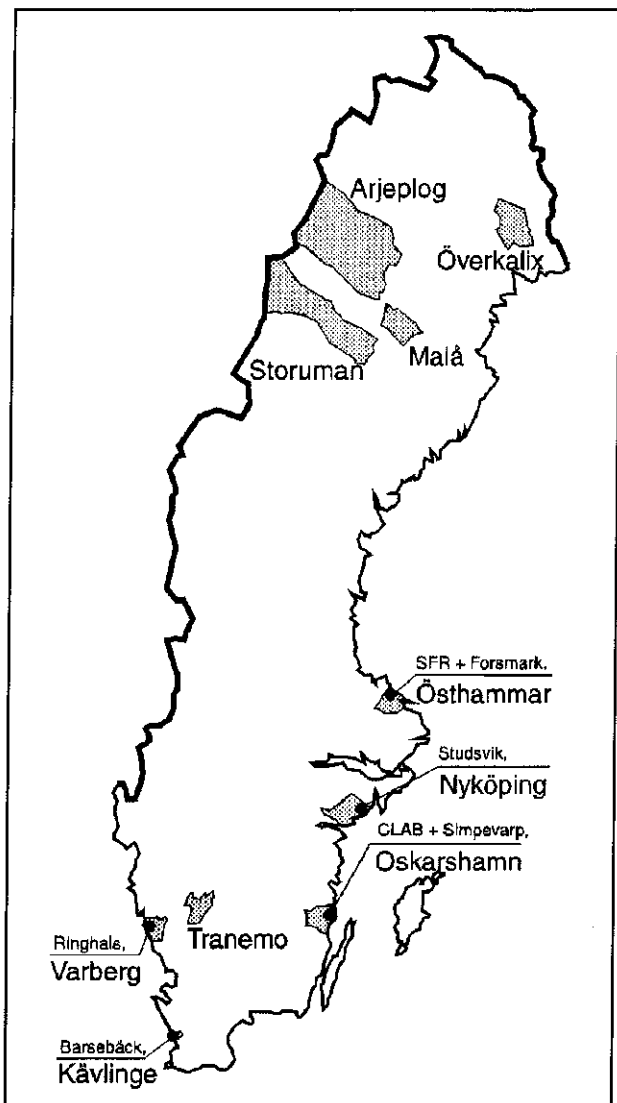 Arjeplog
Överkalix
Malå
Storuman
SFR + Forsmark,
Östhammar
Studsvik,
Nyköping
CLAB + Simpevarp,
Oskarshamn
Tranemo
Ringhals,
Varberg
Barsebäck,
Kävlinge